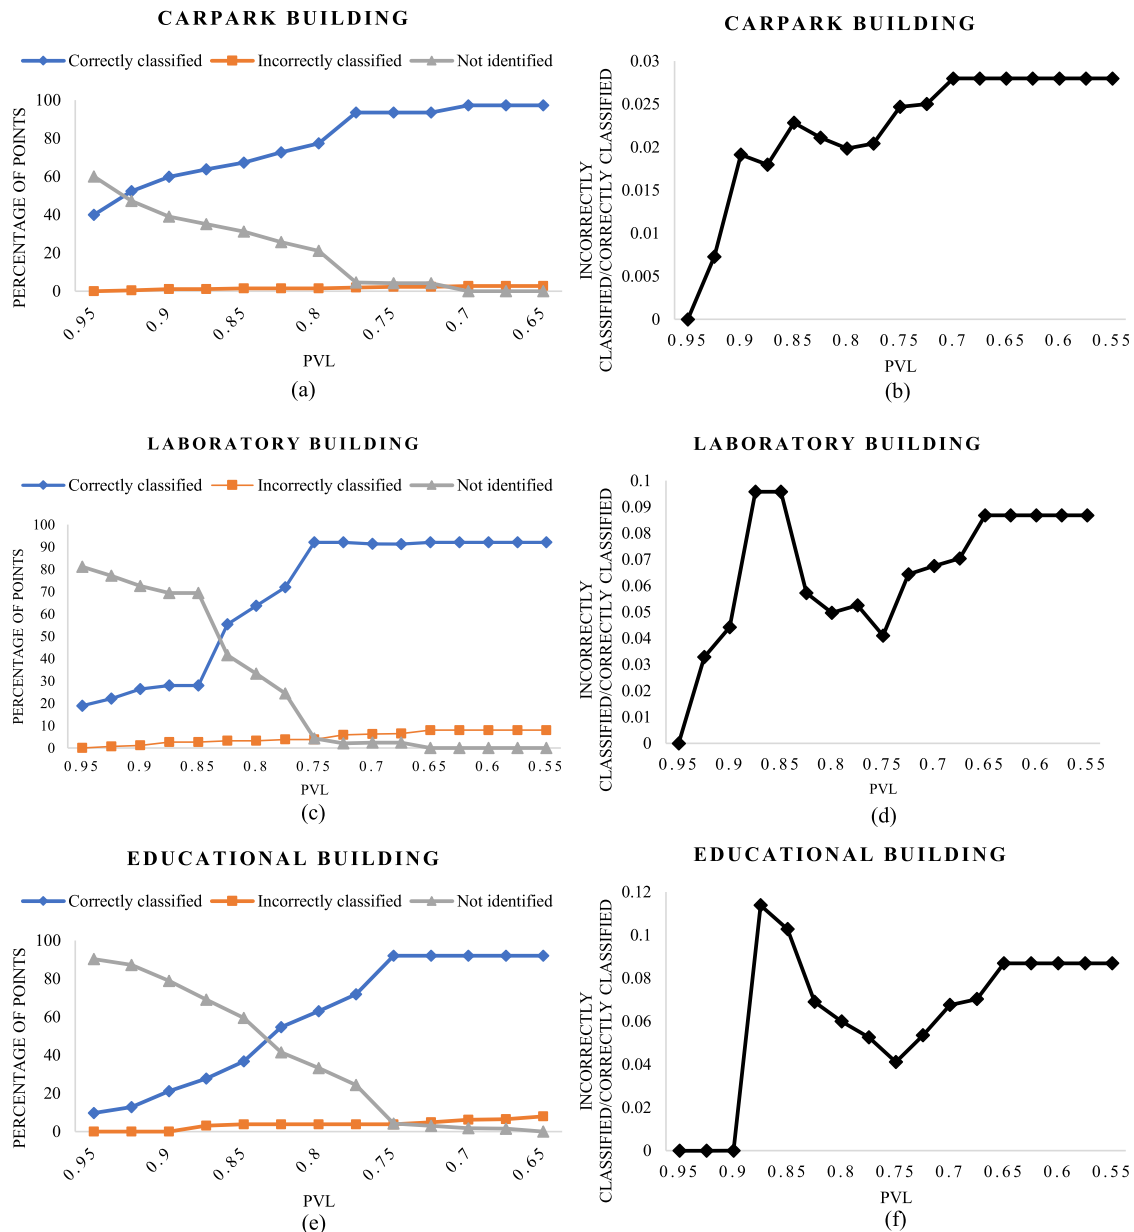 CARPARK BUILDING
Correctly classified Incorrectly classified Not identified
PERCENTAGE OF POINTS
100
80
60
40
20
0
0.95 0.9 0.85 0.8 0.75 0.7 0.65
PVL
(a)
CARPARK BUILDING
INCORRECTLY
CLASSIFIED/CORRECTLY CLASSIFIED
0.03
0.025
0.02
0.015
0.01
0.005
0
0.95 0.9 0.85 0.8 0.75 0.7 0.65 0.6 0.55
PVL
(b)
LABORATORY BUILDING
Correctly classified Incorrectly classified Not identified
PERCENTAGE OF POINTS
100
90
80
70
60
50
40
30
20
10
0
0.95 0.9 0.85 0.8 0.75 0.7 0.65 0.6 0.55
PVL
(c)
LABORATORY BUILDING
INCORRECTLY
CLASSIFIED/CORRECTLY CLASSIFIED
0.1
0.09
0.08
0.07
0.06
0.05
0.04
0.03
0.02
0.01
0
0.95 0.9 0.85 0.8 0.75 0.7 0.65 0.6 0.55
PVL
(d)
EDUCATIONAL BUILDING
Correctly classified Incorrectly classified Not identified
PERCENTAGE OF POINTS
100
80
60
40
20
0
0.95 0.9 0.85 0.8 0.75 0.7 0.65
PVL
(e)
EDUCATIONAL BUILDING
INCORRECTLY
CLASSIFIED/CORRECTLY CLASSIFIED
0.12
0.1
0.08
0.06
0.04
0.02
0
0.95 0.9 0.85 0.8 0.75 0.7 0.65 0.6 0.55
PVL
(f)